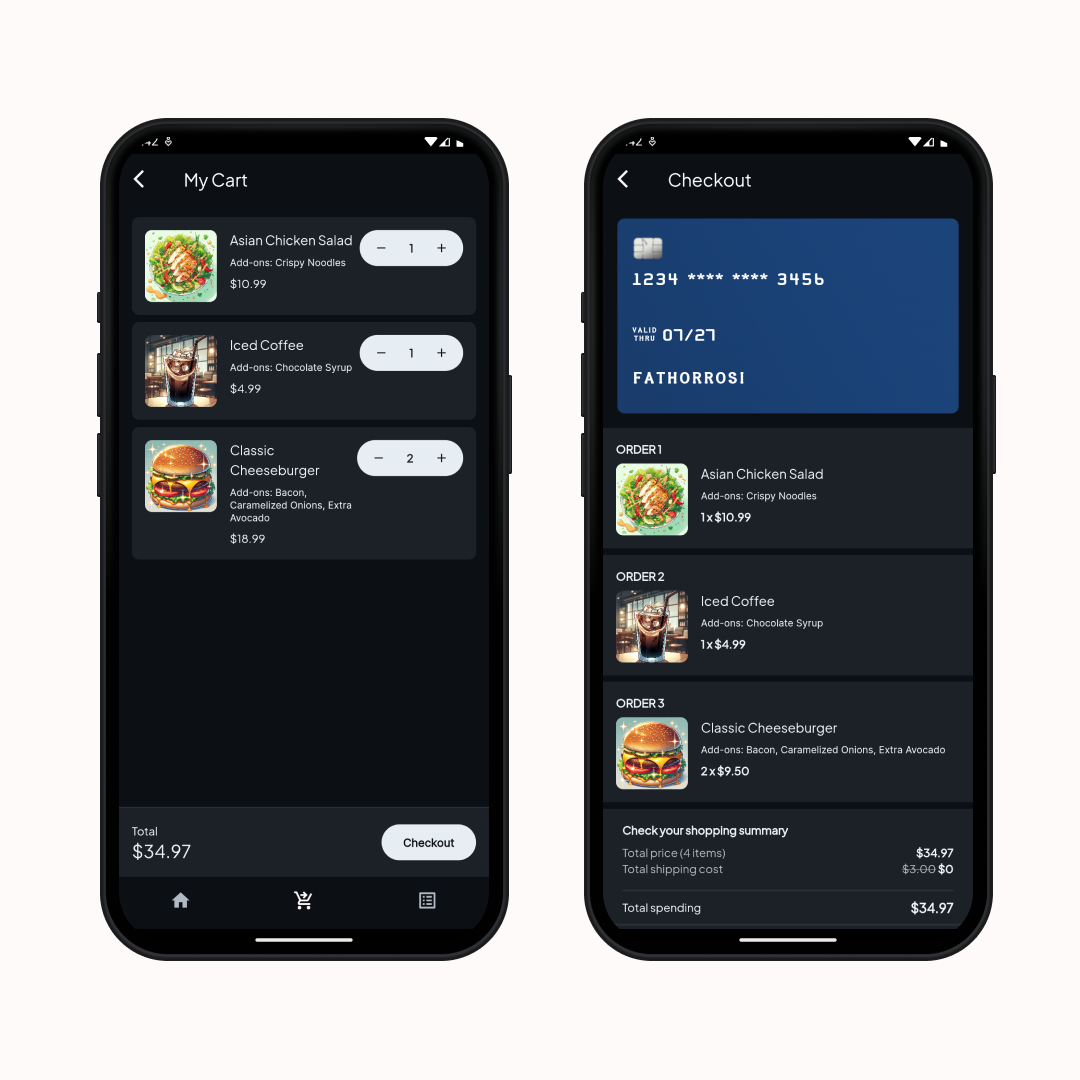 My Cart
Asian Chicken Salad
Add-ons: Crispy Noodles
$10.99
− 1 +
Iced Coffee
Add-ons: Chocolate Syrup
$4.99
− 1 +
Classic
Cheeseburger
Add-ons: Bacon,
Caramelized Onions, Extra
Avocado
$18.99
− 2 +
Total
$34.97
Checkout
Checkout
1234 **** **** 3456
VALID
THRU 07/27
FATHORROSI
ORDER 1
Asian Chicken Salad
Add-ons: Crispy Noodles
1 x $10.99
ORDER 2
Iced Coffee
Add-ons: Chocolate Syrup
1 x $4.99
ORDER 3
Classic Cheeseburger
Add-ons: Bacon, Caramelized Onions, Extra Avocado
2 x $9.50
Check your shopping summary
Total price (4 items) $34.97
Total shipping cost $3.00 $0
Total spending $34.97